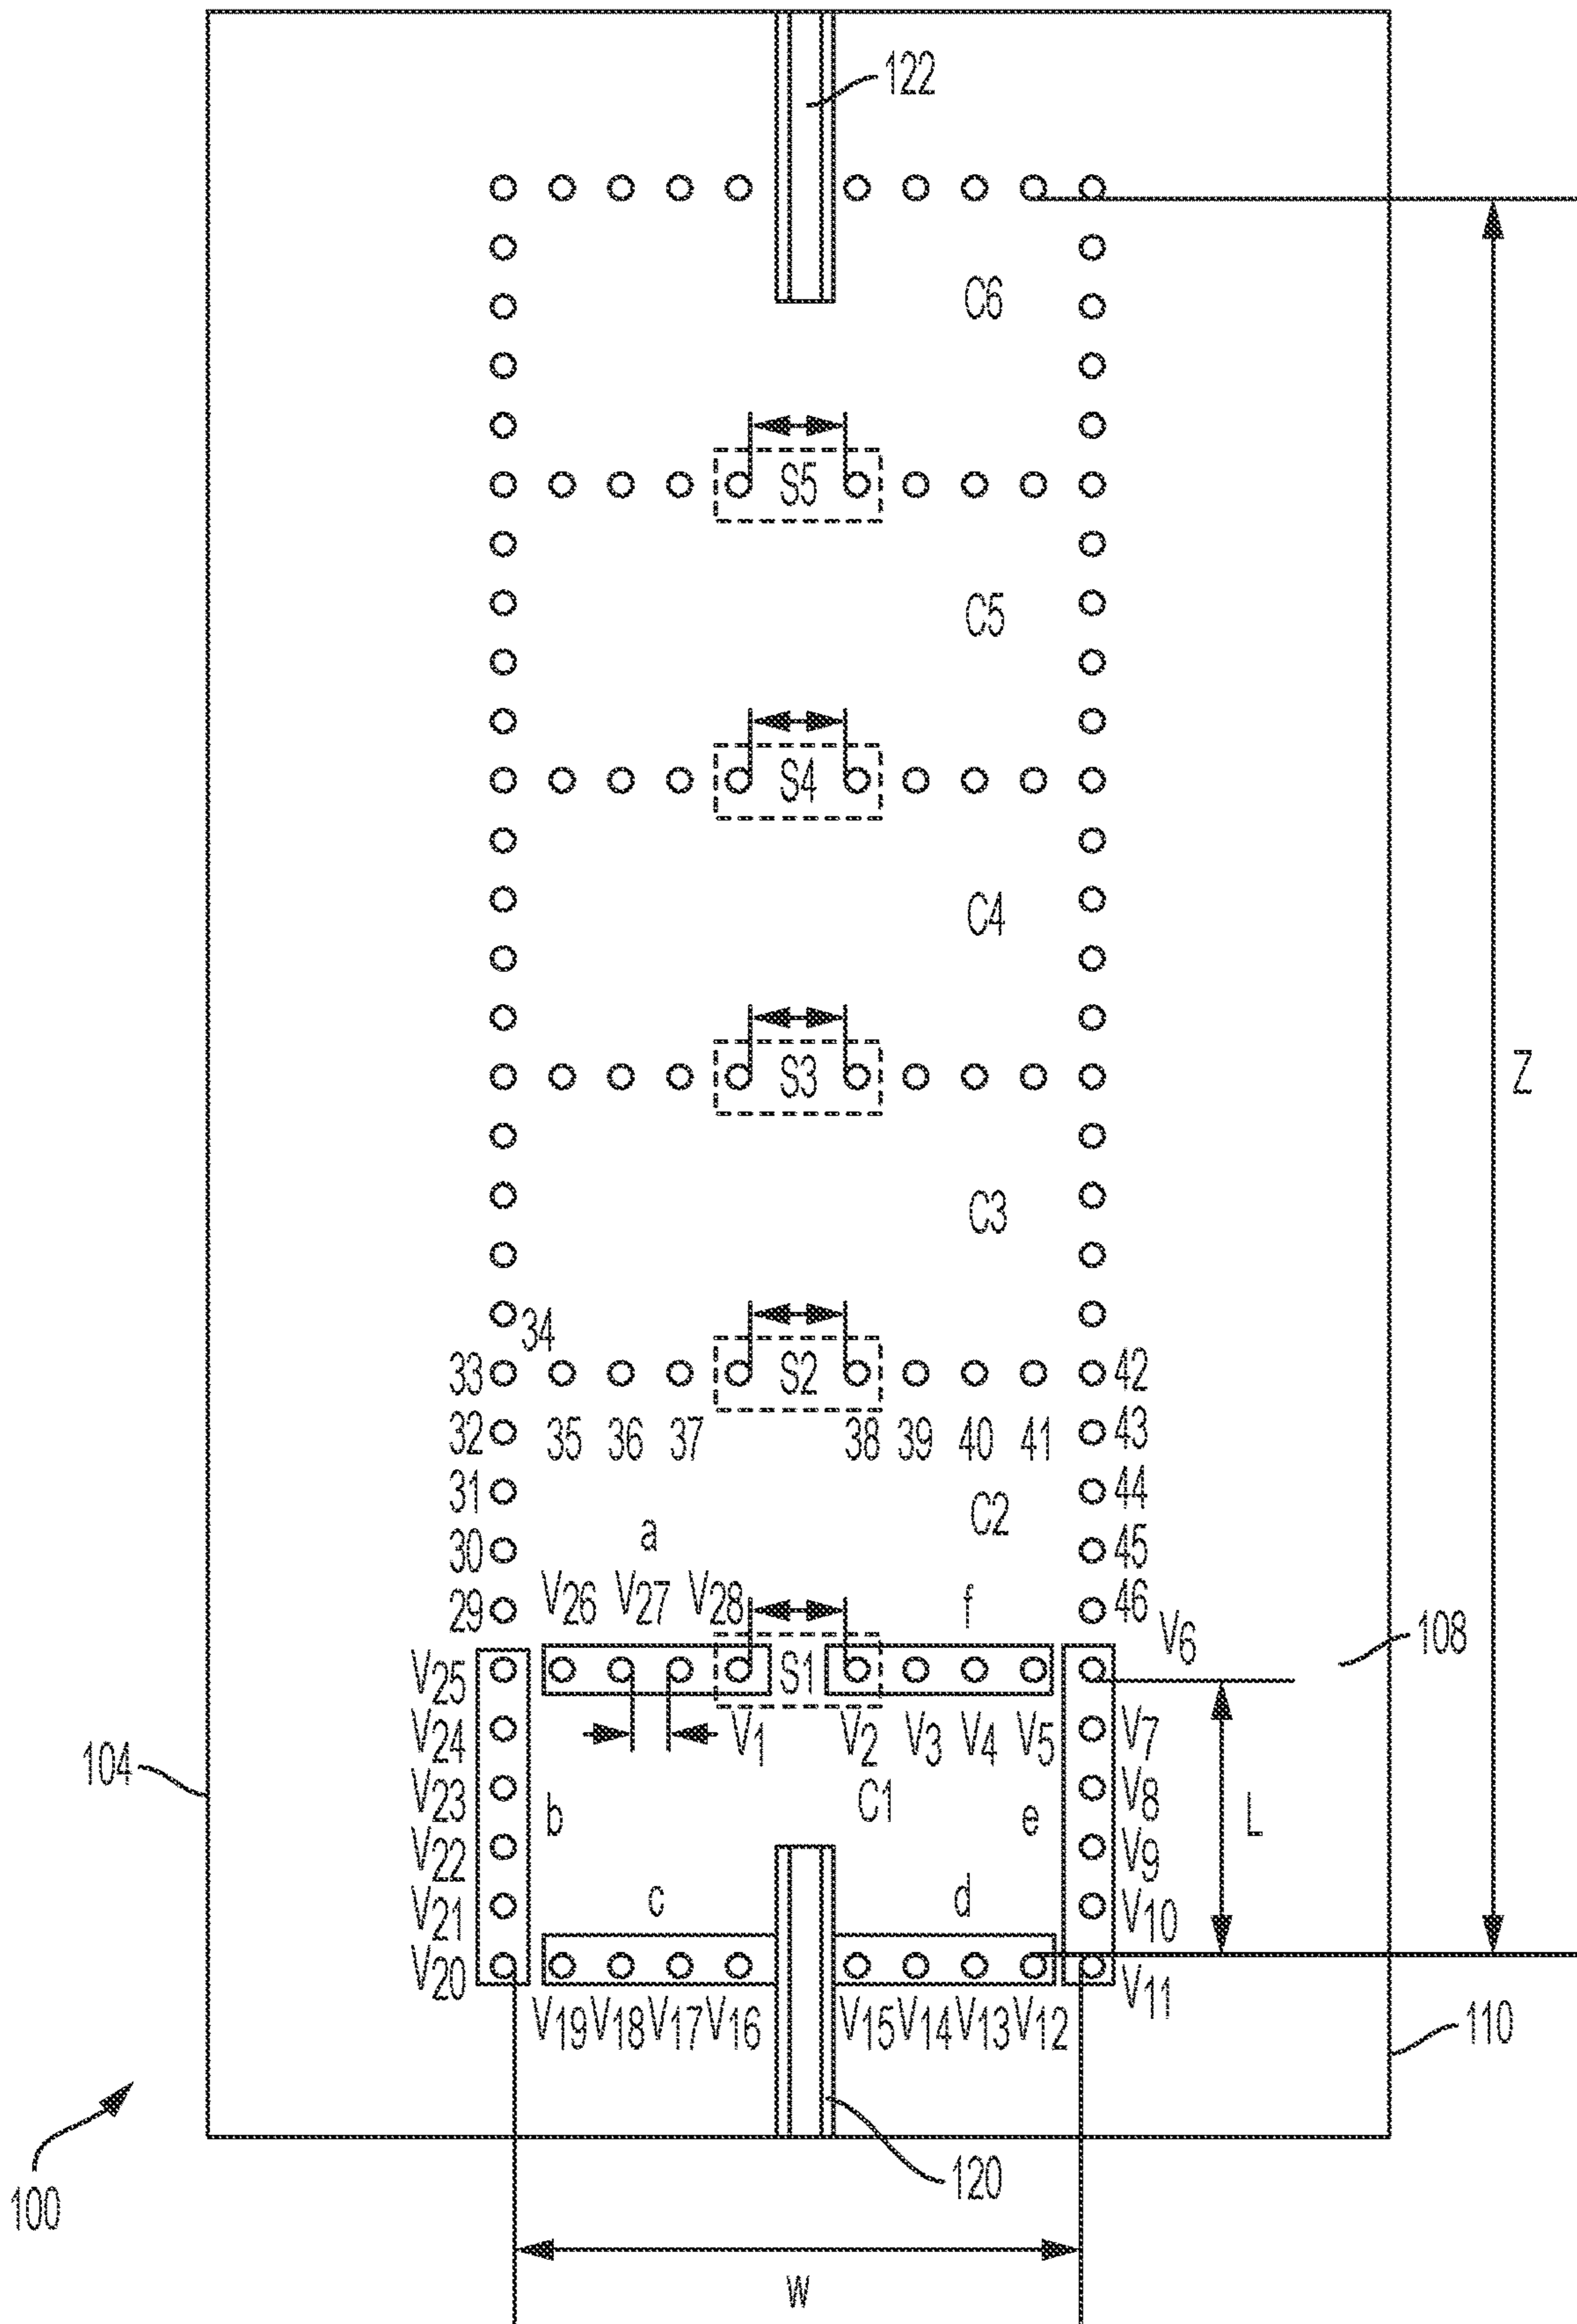 122
C6
S5
C5
S4
C4
S3
Z
C3
34
33 S2 42
32 35 36 37 38 39 40 41 43
31 44
C2
30 a 45
29 V26 V27 V28 f 46
V6
108
V25 S1
V24 V1 V2 V3 V4 V5 V7
104
V23 b C1 e V8 L
V22 V9
V21 c d V10
V20 V11
V19 V18 V17 V16 V15 V14 V13 V12
110
120
100
w